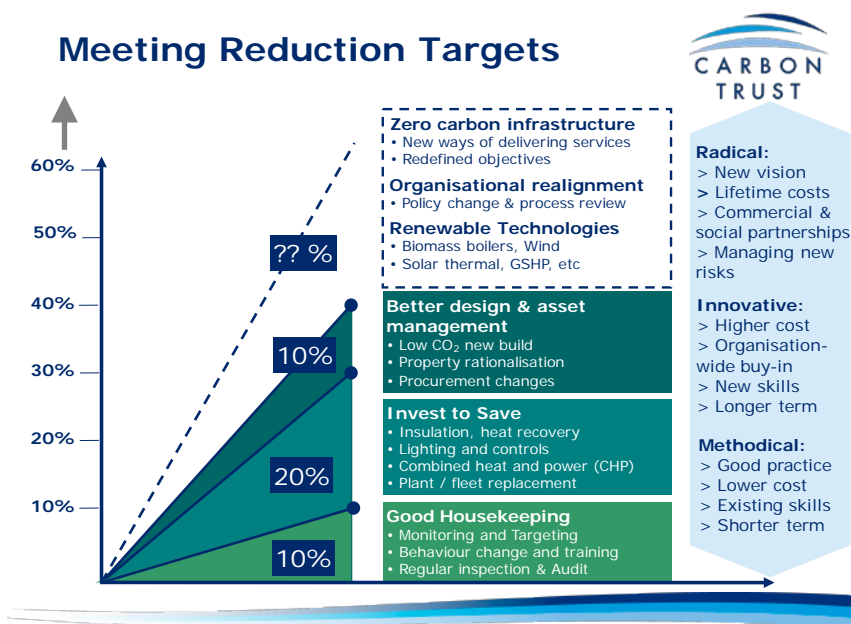 Meeting Reduction Targets
CARBON
TRUST
60%
50%
40%
30%
20%
10%
?? %
10%
20%
10%
Zero carbon infrastructure
• New ways of delivering services
• Redefined objectives
Organisational realignment
• Policy change & process review
Renewable Technologies
• Biomass boilers, Wind
• Solar thermal, GSHP, etc
Better design & asset
management
• Low CO₂ new build
• Property rationalisation
• Procurement changes
Invest to Save
• Insulation, heat recovery
• Lighting and controls
• Combined heat and power (CHP)
• Plant / fleet replacement
Good Housekeeping
• Monitoring and Targeting
• Behaviour change and training
• Regular inspection & Audit
Radical:
> New vision
> Lifetime costs
> Commercial &
social partnerships
> Managing new
risks
Innovative:
> Higher cost
> Organisation-
wide buy-in
> New skills
> Longer term
Methodical:
> Good practice
> Lower cost
> Existing skills
> Shorter term